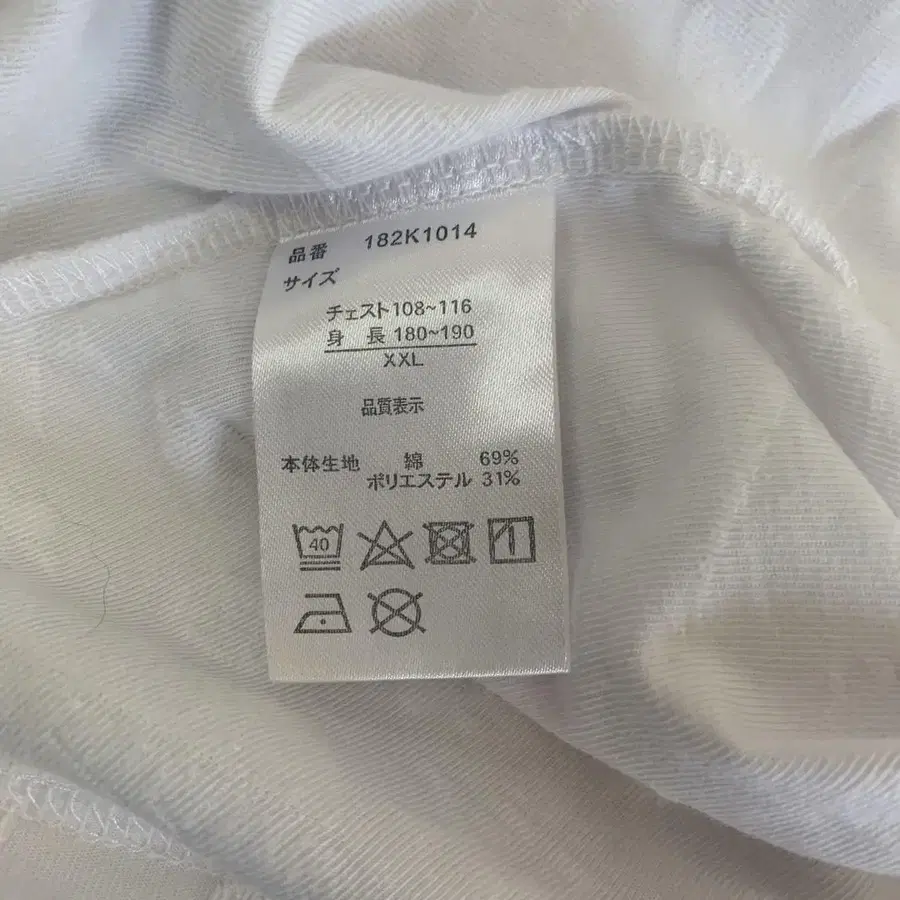 品番 182K1014
サイズ
チェスト108~116
身 長 180~190
XXL
品質表示
本体生地 綿 69%
ポリエステル 31%
40